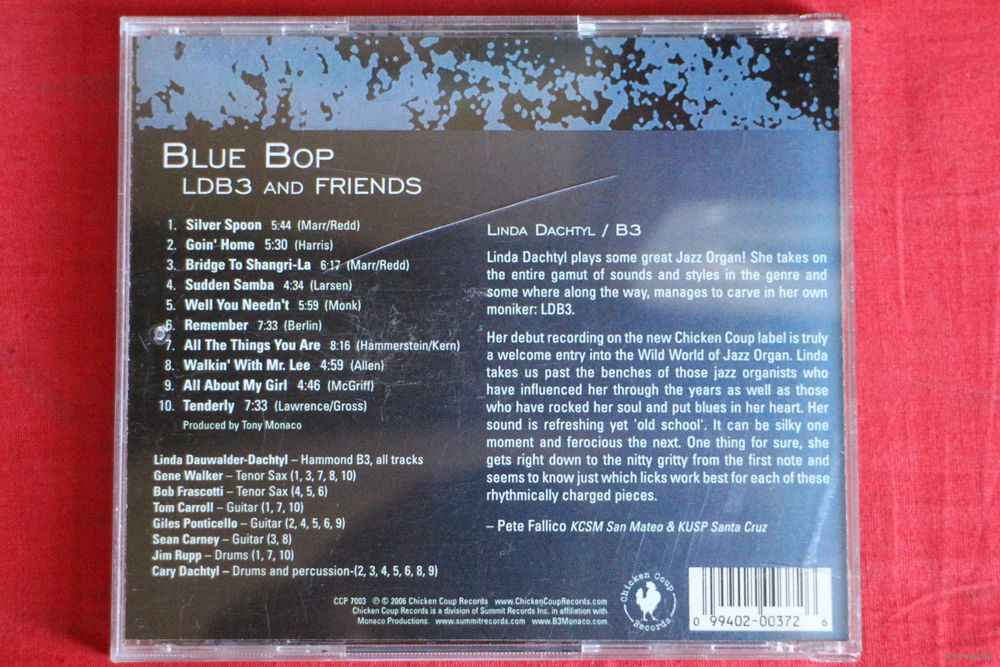 BLUE BOP
LDB3 AND FRIENDS
1. Silver Spoon 5:44 (Marr/Redd)
2. Goin' Home 5:30 (Harris)
3. Bridge To Shangri-La 6:17 (Marr/Redd)
4. Sudden Samba 4:34 (Larsen)
5. Well You Needn't 5:59 (Monk)
6. Remember 7:33 (Berlin)
7. All The Things You Are 8:16 (Hammerstein/Kern)
8. Walkin' With Mr. Lee 4:59 (Allen)
9. All About My Girl 4:46 (McGriff)
10. Tenderly 7:33 (Lawrence/Gross)
Produced by Tony Monaco
Linda Dauwalder-Dachtyl – Hammond B3, all tracks
Gene Walker – Tenor Sax (1, 3, 7, 8, 10)
Bob Frascotti – Tenor Sax (4, 5, 6)
Tom Carroll – Guitar (1, 7, 10)
Giles Ponticello – Guitar (2, 4, 5, 6, 9)
Sean Carney – Guitar (3, 8)
Jim Rupp – Drums (1, 7, 10)
Cary Dachtyl – Drums and percussion-(2, 3, 4, 5, 6, 8, 9)
LINDA DACHTYL / B3
Linda Dachtyl plays some great Jazz Organ! She takes on
the entire gamut of sounds and styles in the genre and
some where along the way, manages to carve in her own
moniker: LDB3.
Her debut recording on the new Chicken Coup label is truly
a welcome entry into the Wild World of Jazz Organ. Linda
takes us past the benches of those jazz organists who
have influenced her through the years as well as those
who have rocked her soul and put blues in her heart. Her
sound is refreshing yet 'old school'. It can be silky one
moment and ferocious the next. One thing for sure, she
gets right down to the nitty gritty from the first note and
seems to know just which licks work best for each of these
rhythmically charged pieces.
– Pete Fallico KCSM San Mateo & KUSP Santa Cruz
CCP 7003 ℗ © 2006 Chicken Coup Records www.ChickenCoupRecords.com
Chicken Coup Records is a division of Summit Records Inc. in affiliation with
Monaco Productions. www.summitrecords.com www.B3Monaco.com
Chicken Coup Records
0 99402-00372 6